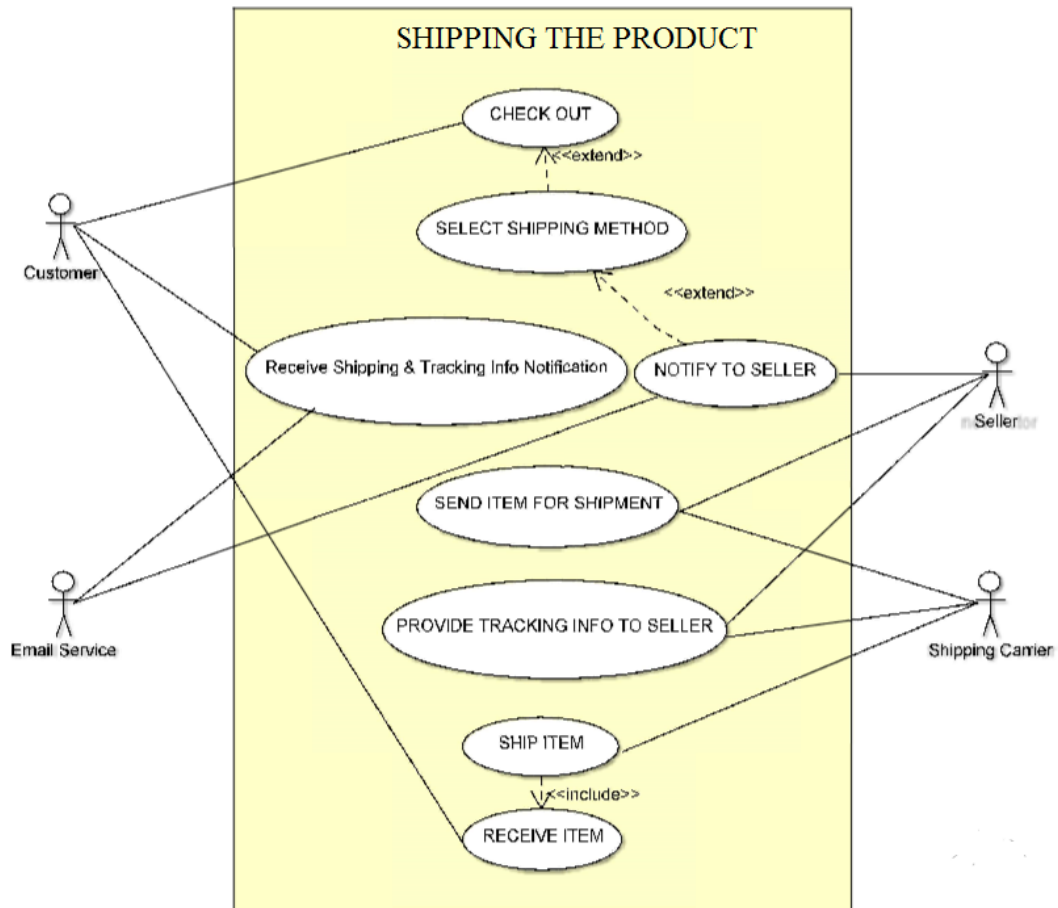 SHIPPING THE PRODUCT
CHECK OUT
<<extend>>
SELECT SHIPPING METHOD
Customer
<<extend>>
Receive Shipping & Tracking Info Notification
NOTIFY TO SELLER
Seller
SEND ITEM FOR SHIPMENT
PROVIDE TRACKING INFO TO SELLER
Email Service
Shipping Carrier
SHIP ITEM
<<include>>
RECEIVE ITEM